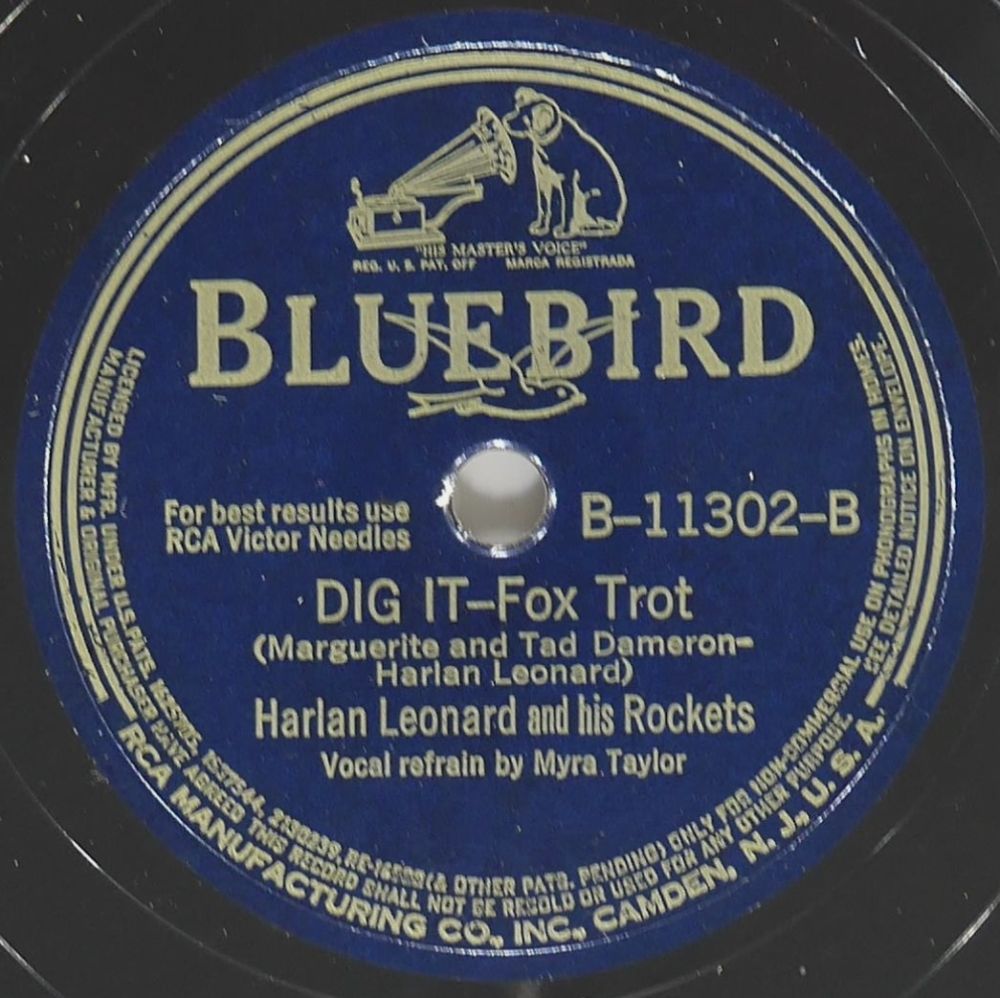 "HIS MASTER'S VOICE"
REG. U. S. PAT. OFF MARCA REGISTRADA
BLUEBIRD
For best results use
RCA Victor Needles
B-11302-B
DIG IT-Fox Trot
(Marguerite and Tad Dameron-
Harlan Leonard)
Harlan Leonard and his Rockets
Vocal refrain by Myra Taylor
LICENSED BY MFR. UNDER U.S. PATS. 1637544, 2130239, RE-16588 (& OTHER PATS. PENDING) ONLY FOR NON-COMMERCIAL USE ON PHONOGRAPHS IN HOMES.
MANUFACTURER & ORIGINAL PURCHASER HAVE AGREED THIS RECORD SHALL NOT BE RESOLD OR USED FOR ANY OTHER PURPOSE. SEE DETAILED NOTICE ON ENVELOPE.
RCA MANUFACTURING CO., INC., CAMDEN, N. J., U. S. A.